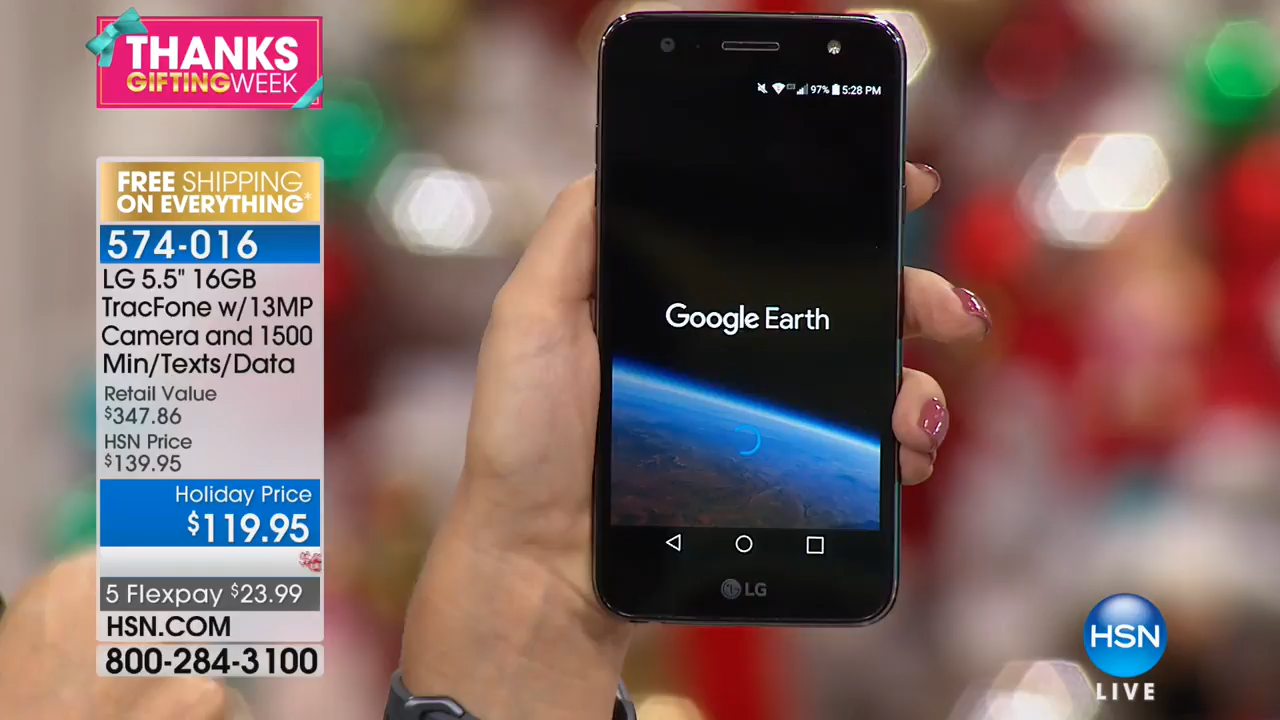 THANKS
GIFTINGWEEK
FREE SHIPPING
ON EVERYTHING*
574-016
LG 5.5" 16GB
TracFone w/13MP
Camera and 1500
Min/Texts/Data
Retail Value
$347.86
HSN Price
$139.95
Holiday Price
$119.95
5 Flexpay $23.99
HSN.COM
800-284-3100
97% 5:28 PM
Google Earth
LG
HSN
LIVE